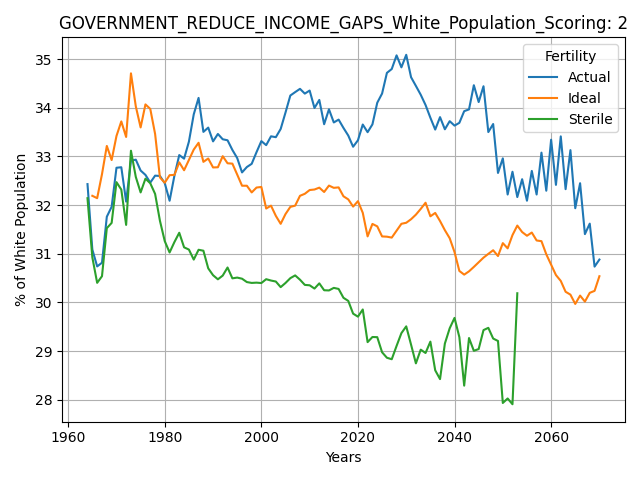 GOVERNMENT_REDUCE_INCOME_GAPS_White_Population_Scoring: 2
Fertility
Actual
Ideal
Sterile
% of White Population
35
34
33
32
31
30
29
28
1960
1980
2000
2020
2040
2060
Years